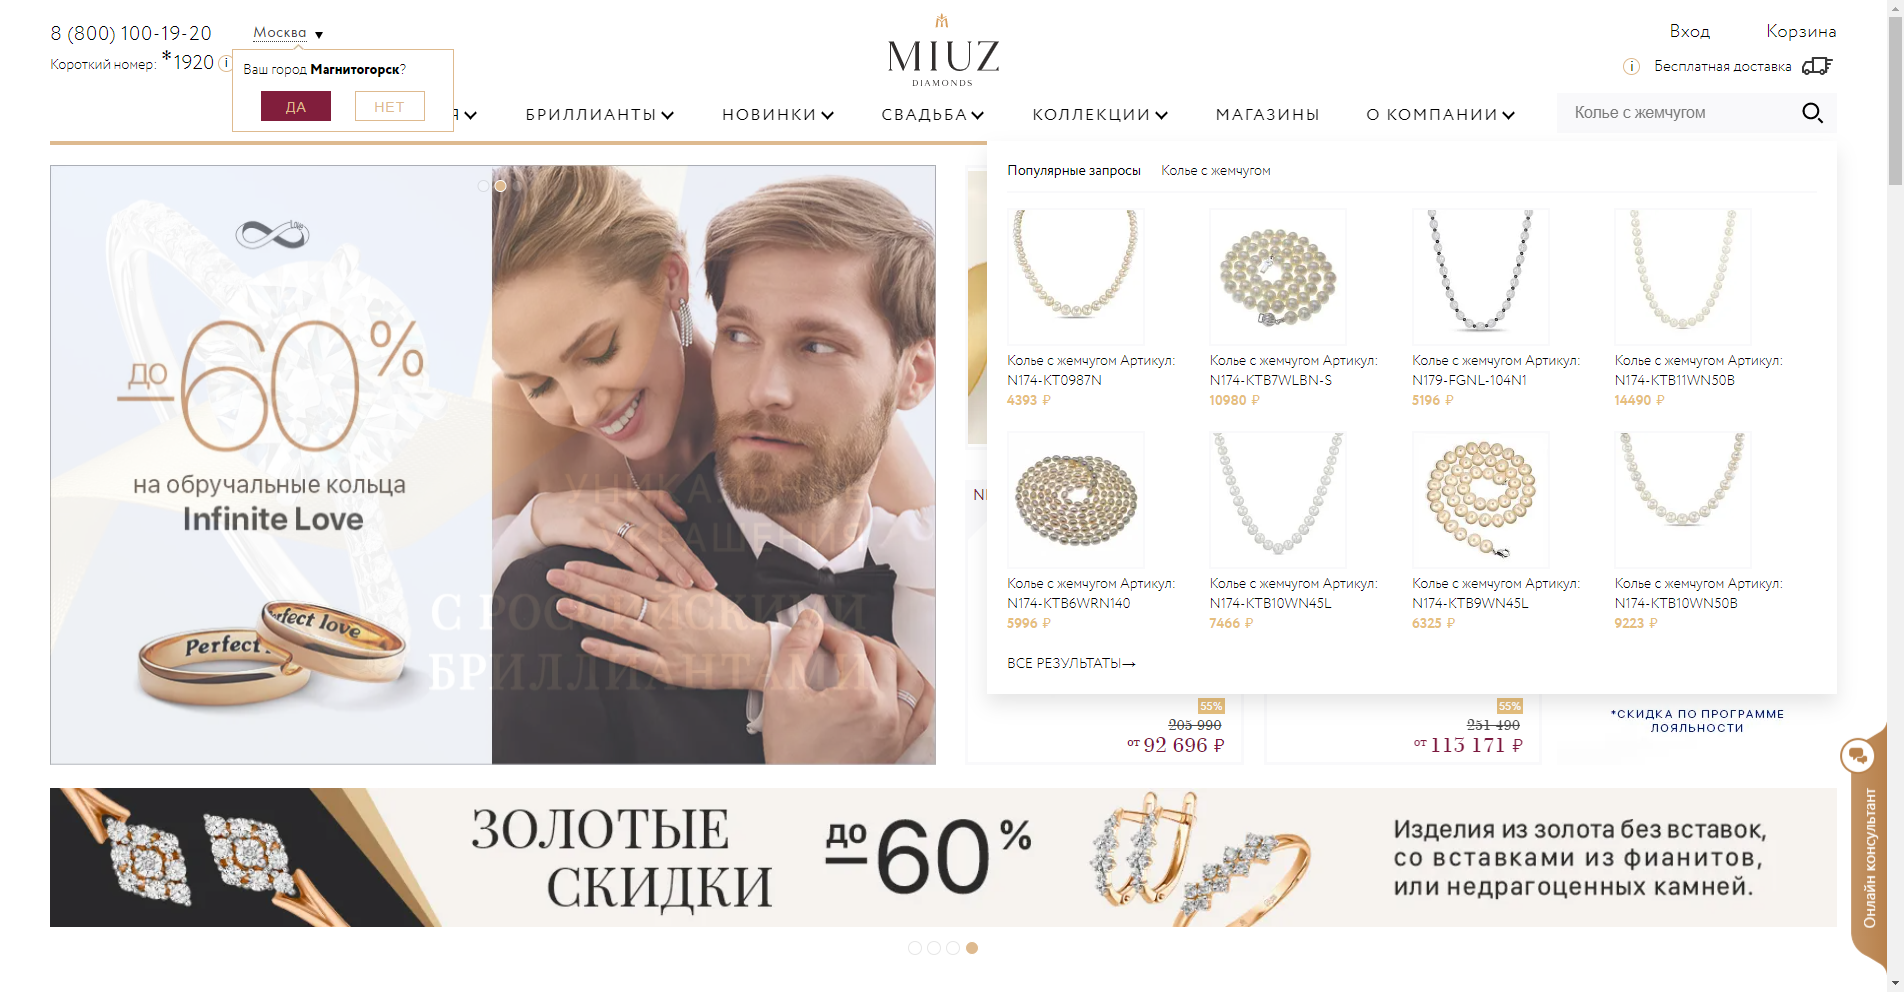 8 (800) 100-19-20
Москва ▼
Короткий номер: *1920
Ваш город Магнитогорск?
ДА
НЕТ
MIUZ
DIAMONDS
Вход
Корзина
Бесплатная доставка
БРИЛЛИАНТЫ
НОВИНКИ
СВАДЬБА
КОЛЛЕКЦИИ
МАГАЗИНЫ
О КОМПАНИИ
Колье с жемчугом
Популярные запросы
Колье с жемчугом
Колье с жемчугом Артикул:
N174-KT0987N
4393 ₽
Колье с жемчугом Артикул:
N174-KTB7WLBN-S
10980 ₽
Колье с жемчугом Артикул:
N179-FGNL-104N1
5196 ₽
Колье с жемчугом Артикул:
N174-KTB11WN50B
14490 ₽
Колье с жемчугом Артикул:
N174-KTB6WRN140
5996 ₽
Колье с жемчугом Артикул:
N174-KTB10WN45L
7466 ₽
Колье с жемчугом Артикул:
N174-KTB9WN45L
6325 ₽
Колье с жемчугом Артикул:
N174-KTB10WN50B
9223 ₽
ВСЕ РЕЗУЛЬТАТЫ→
Love
до 60%
на обручальные кольца
Infinite Love
Perfect
rfect love
УНИКАЛЬНЫЕ
УКРАШЕНИЯ
С РОССИЙСКИМИ
БРИЛЛИАНТАМИ
55%
205 990
от 92 696 ₽
55%
251 490
от 113 171 ₽
*СКИДКА ПО ПРОГРАММЕ
ЛОЯЛЬНОСТИ
ЗОЛОТЫЕ
СКИДКИ
до 60%
Изделия из золота без вставок,
со вставками из фианитов,
или недрагоценных камней.
Онлайн консультант